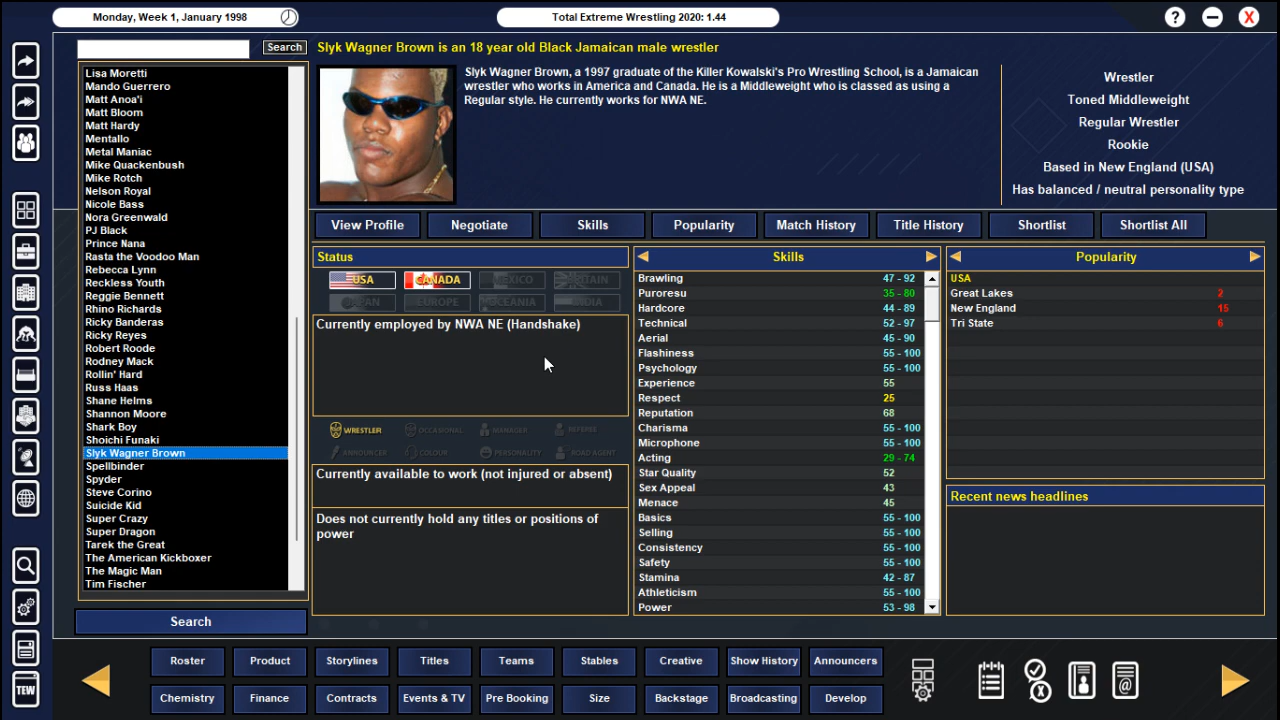 Monday, Week 1, January 1998
Total Extreme Wrestling 2020: 1.44
?
X
Search
Slyk Wagner Brown is an 18 year old Black Jamaican male wrestler
Lisa Moretti
Mando Guerrero
Matt Anoa'i
Matt Bloom
Matt Hardy
Mentallo
Metal Maniac
Mike Quackenbush
Mike Rotch
Nelson Royal
Nicole Bass
Nora Greenwald
PJ Black
Prince Nana
Rasta the Voodoo Man
Rebecca Lynn
Reckless Youth
Reggie Bennett
Rhino Richards
Ricky Banderas
Ricky Reyes
Robert Roode
Rodney Mack
Rollin' Hard
Russ Haas
Shane Helms
Shannon Moore
Shark Boy
Shoichi Funaki
Slyk Wagner Brown
Spellbinder
Spyder
Steve Corino
Suicide Kid
Super Crazy
Super Dragon
Tarek the Great
The American Kickboxer
The Magic Man
Tim Fischer
Search
Slyk Wagner Brown, a 1997 graduate of the Killer Kowalski's Pro Wrestling School, is a Jamaican
wrestler who works in America and Canada. He is a Middleweight who is classed as using a
Regular style. He currently works for NWA NE.
Wrestler
Toned Middleweight
Regular Wrestler
Rookie
Based in New England (USA)
Has balanced / neutral personality type
View Profile
Negotiate
Skills
Popularity
Match History
Title History
Shortlist
Shortlist All
Status
USA
CANADA
MEXICO
BRITAIN
JAPAN
EUROPE
OCEANIA
INDIA
Currently employed by NWA NE (Handshake)
WRESTLER
OCCASIONAL
MANAGER
REFEREE
ANNOUNCER
COLOUR
PERSONALITY
ROAD AGENT
Currently available to work (not injured or absent)
Does not currently hold any titles or positions of
power
Skills
Brawling 47 - 92
Puroresu 35 - 80
Hardcore 44 - 89
Technical 52 - 97
Aerial 45 - 90
Flashiness 55 - 100
Psychology 55 - 100
Experience 55
Respect 25
Reputation 68
Charisma 55 - 100
Microphone 55 - 100
Acting 29 - 74
Star Quality 52
Sex Appeal 43
Menace 45
Basics 55 - 100
Selling 55 - 100
Consistency 55 - 100
Safety 55 - 100
Stamina 42 - 87
Athleticism 55 - 100
Power 53 - 98
Popularity
USA
Great Lakes 2
New England 15
Tri State 6
Recent news headlines
Roster
Product
Storylines
Titles
Teams
Stables
Creative
Show History
Announcers
Chemistry
Finance
Contracts
Events & TV
Pre Booking
Size
Backstage
Broadcasting
Develop
TEW